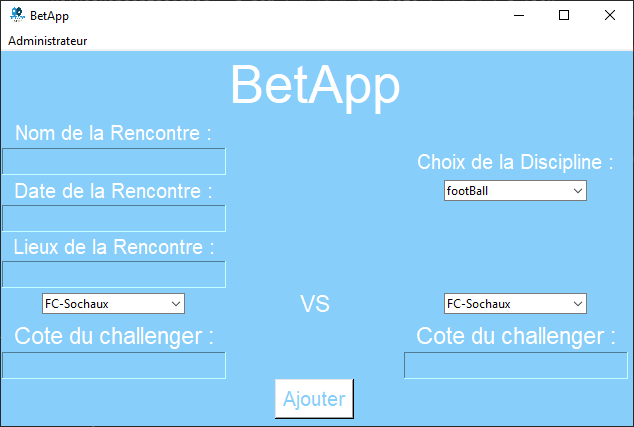 BetApp
Administrateur
BetApp
Nom de la Rencontre :
Choix de la Discipline :
footBall
Date de la Rencontre :
Lieux de la Rencontre :
FC-Sochaux
VS
FC-Sochaux
Cote du challenger :
Cote du challenger :
Ajouter